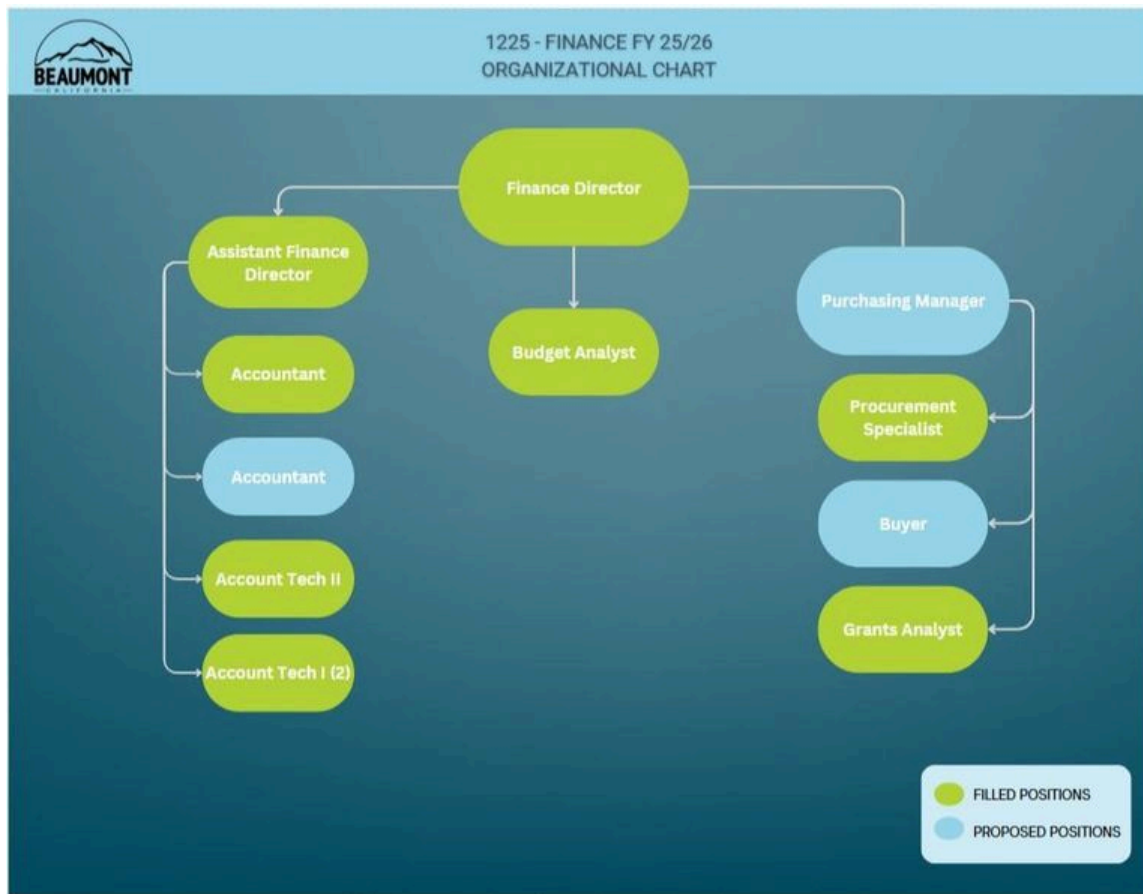 BEAUMONT
CALIFORNIA
1225 - FINANCE FY 25/26
ORGANIZATIONAL CHART
Finance Director
Assistant Finance
Director
Purchasing Manager
Budget Analyst
Accountant
Procurement
Specialist
Accountant
Buyer
Account Tech II
Grants Analyst
Account Tech I (2)
FILLED POSITIONS
PROPOSED POSITIONS